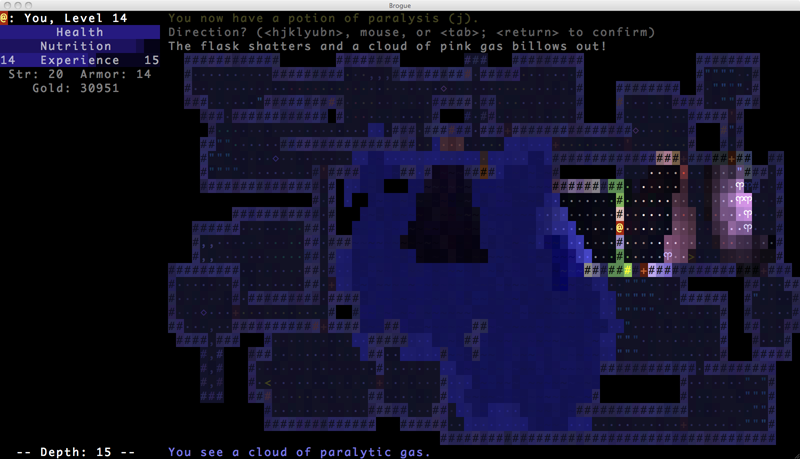 Brogue
@: You, Level 14
Health
Nutrition
14 Experience 15
Str: 20 Armor: 14
Gold: 30951
You now have a potion of paralysis (j).
Direction? (<hjklyubn>, mouse, or <tab>; <return> to confirm)
The flask shatters and a cloud of pink gas billows out!
-- Depth: 15 --
You see a cloud of paralytic gas.